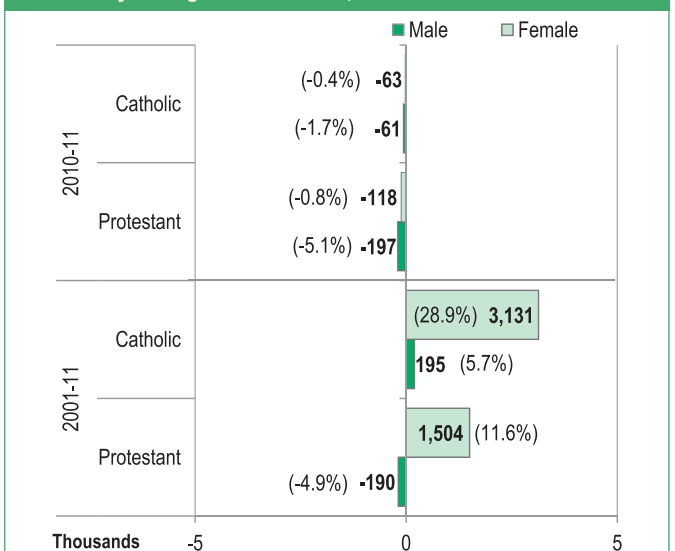 Male Female
(-0.4%) -63
Catholic
(-1.7%) -61
2010-11
(-0.8%) -118
Protestant
(-5.1%) -197
(28.9%) 3,131
Catholic
195 (5.7%)
2001-11
1,504 (11.6%)
Protestant
(-4.9%) -190
Thousands -5 0 5